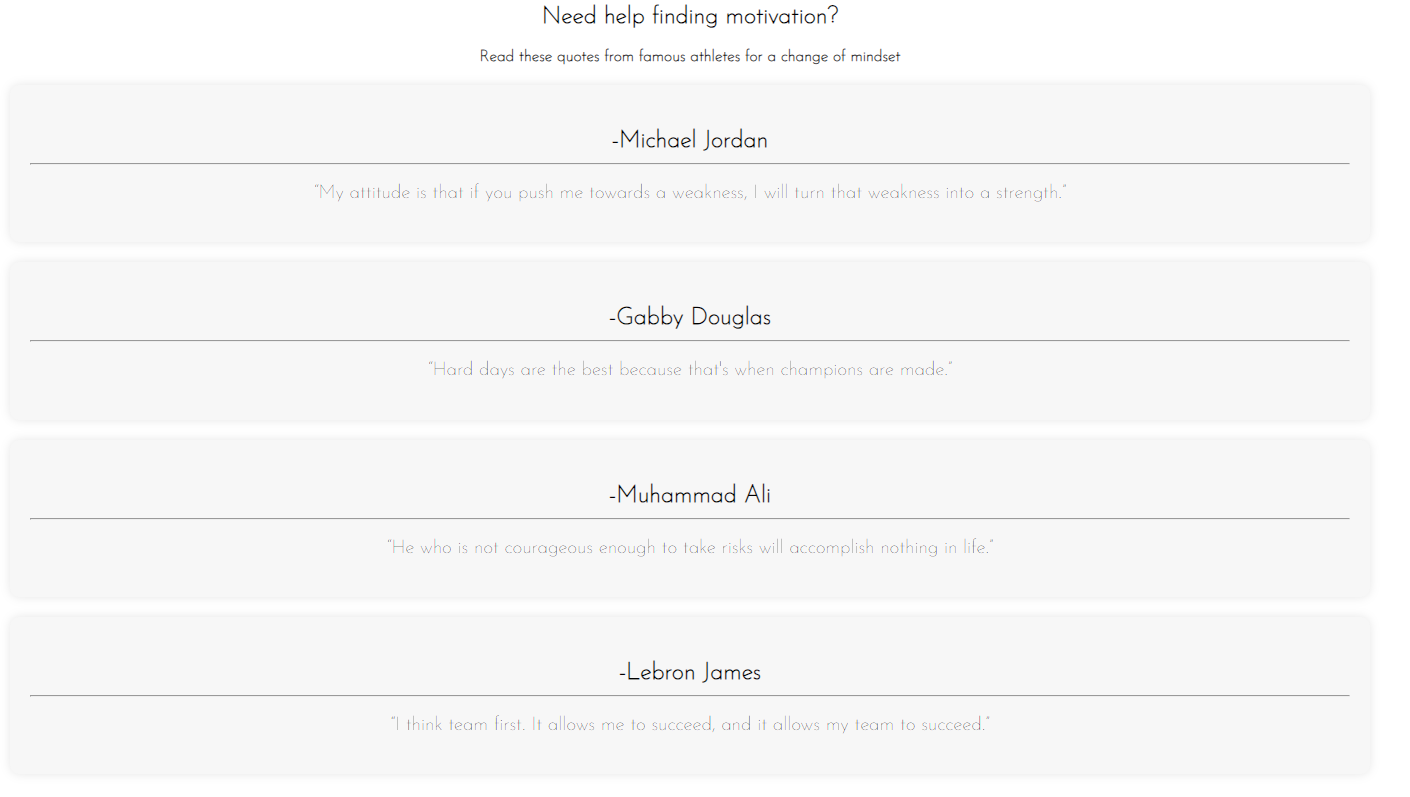 Need help finding motivation?
Read these quotes from famous athletes for a change of mindset
-Michael Jordan
“My attitude is that if you push me towards a weakness, I will turn that weakness into a strength.”
-Gabby Douglas
“Hard days are the best because that's when champions are made.”
-Muhammad Ali
“He who is not courageous enough to take risks will accomplish nothing in life.”
-Lebron James
“I think team first. It allows me to succeed, and it allows my team to succeed.”